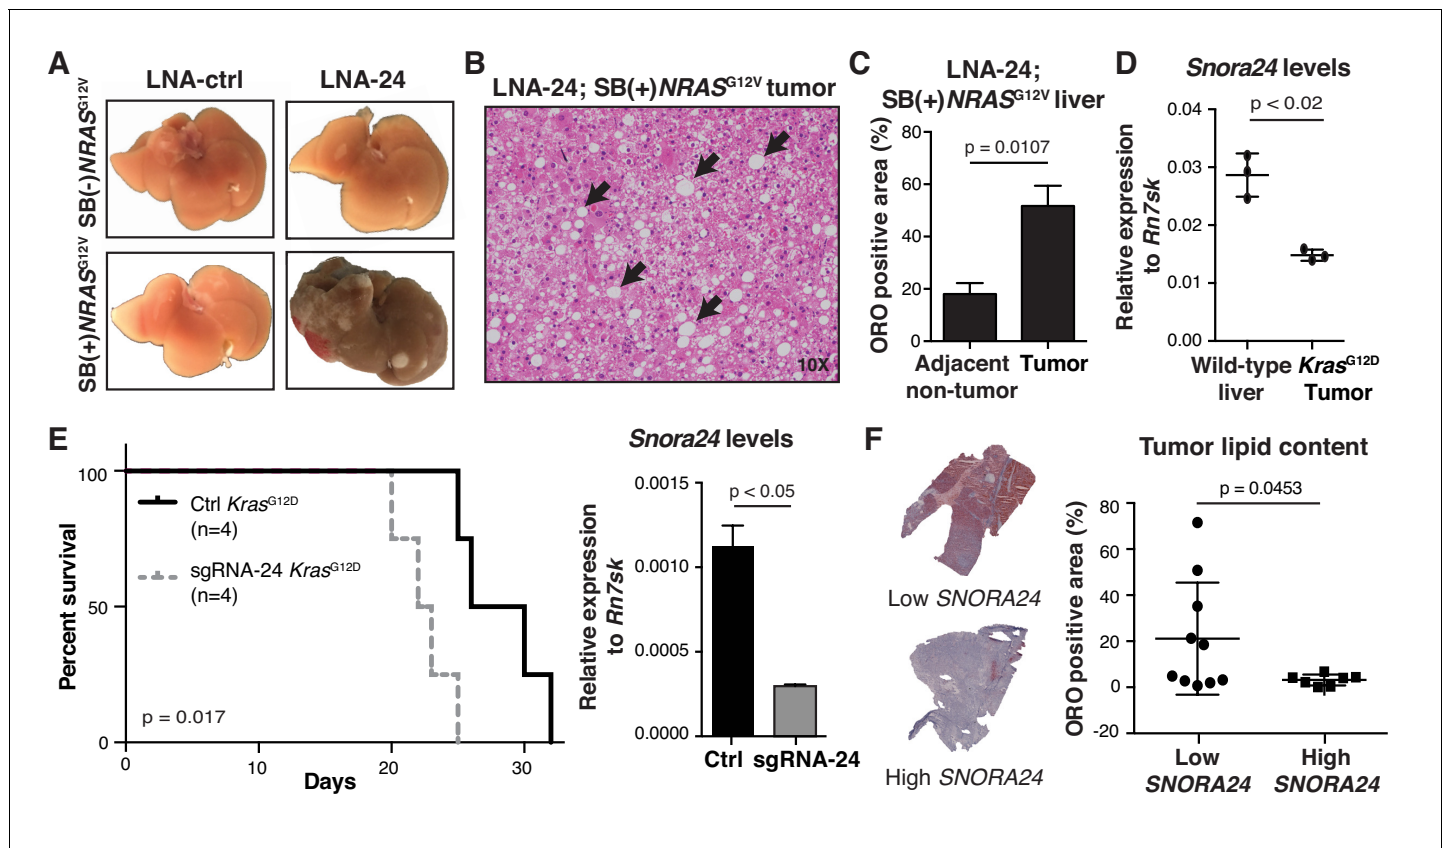 A
LNA-ctrl
LNA-24
SB(-)NRASG12V
SB(+)NRASG12V
B
LNA-24; SB(+)NRASG12V tumor
10X
C
LNA-24;
SB(+)NRASG12V liver
ORO positive area (%)
80
60
40
20
0
p = 0.0107
Adjacent
non-tumor
Tumor
D
Snora24 levels
p < 0.02
Relative expression
to Rn7sk
0.04
0.03
0.02
0.01
0.00
Wild-type
liver
KrasG12D
Tumor
E
Percent survival
100
50
0
Ctrl KrasG12D
(n=4)
sgRNA-24 KrasG12D
(n=4)
p = 0.017
0
10
20
30
Days
Snora24 levels
Relative expression
to Rn7sk
0.0015
0.0010
0.0005
0.0000
p < 0.05
Ctrl
sgRNA-24
F
Low SNORA24
High SNORA24
Tumor lipid content
p = 0.0453
ORO positive area (%)
80
60
40
20
0
-20
Low
SNORA24
High
SNORA24